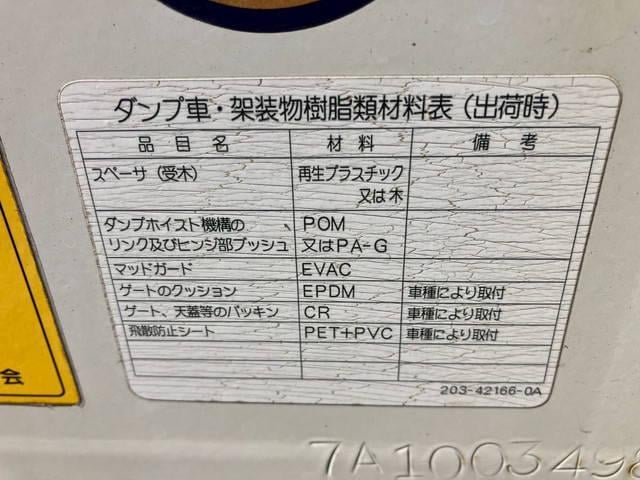 ダンプ車・架装物樹脂類材料表(出荷時)
品目名 材料 備考
スペーサ(受木) 再生プラスチック
又は木
ダンプホイスト機構の POM
リンク及びヒンジ部ブッシュ 又はPA-G
マッドガード EVAC
ゲートのクッション EPDM 車種により取付
ゲート、天蓋等のパッキン CR 車種により取付
飛散防止シート PET+PVC 車種により取付
203-42166-0A
会
7A1003498